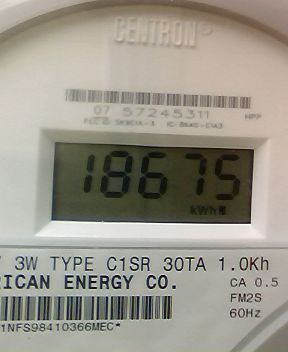 CENTRON®
07 57245311
18675
kWh
3W TYPE C1SR 30TA 1.0Kh
RICAN ENERGY CO.
CA 0.5
FM2S
60Hz
1NFS98410366MEC*